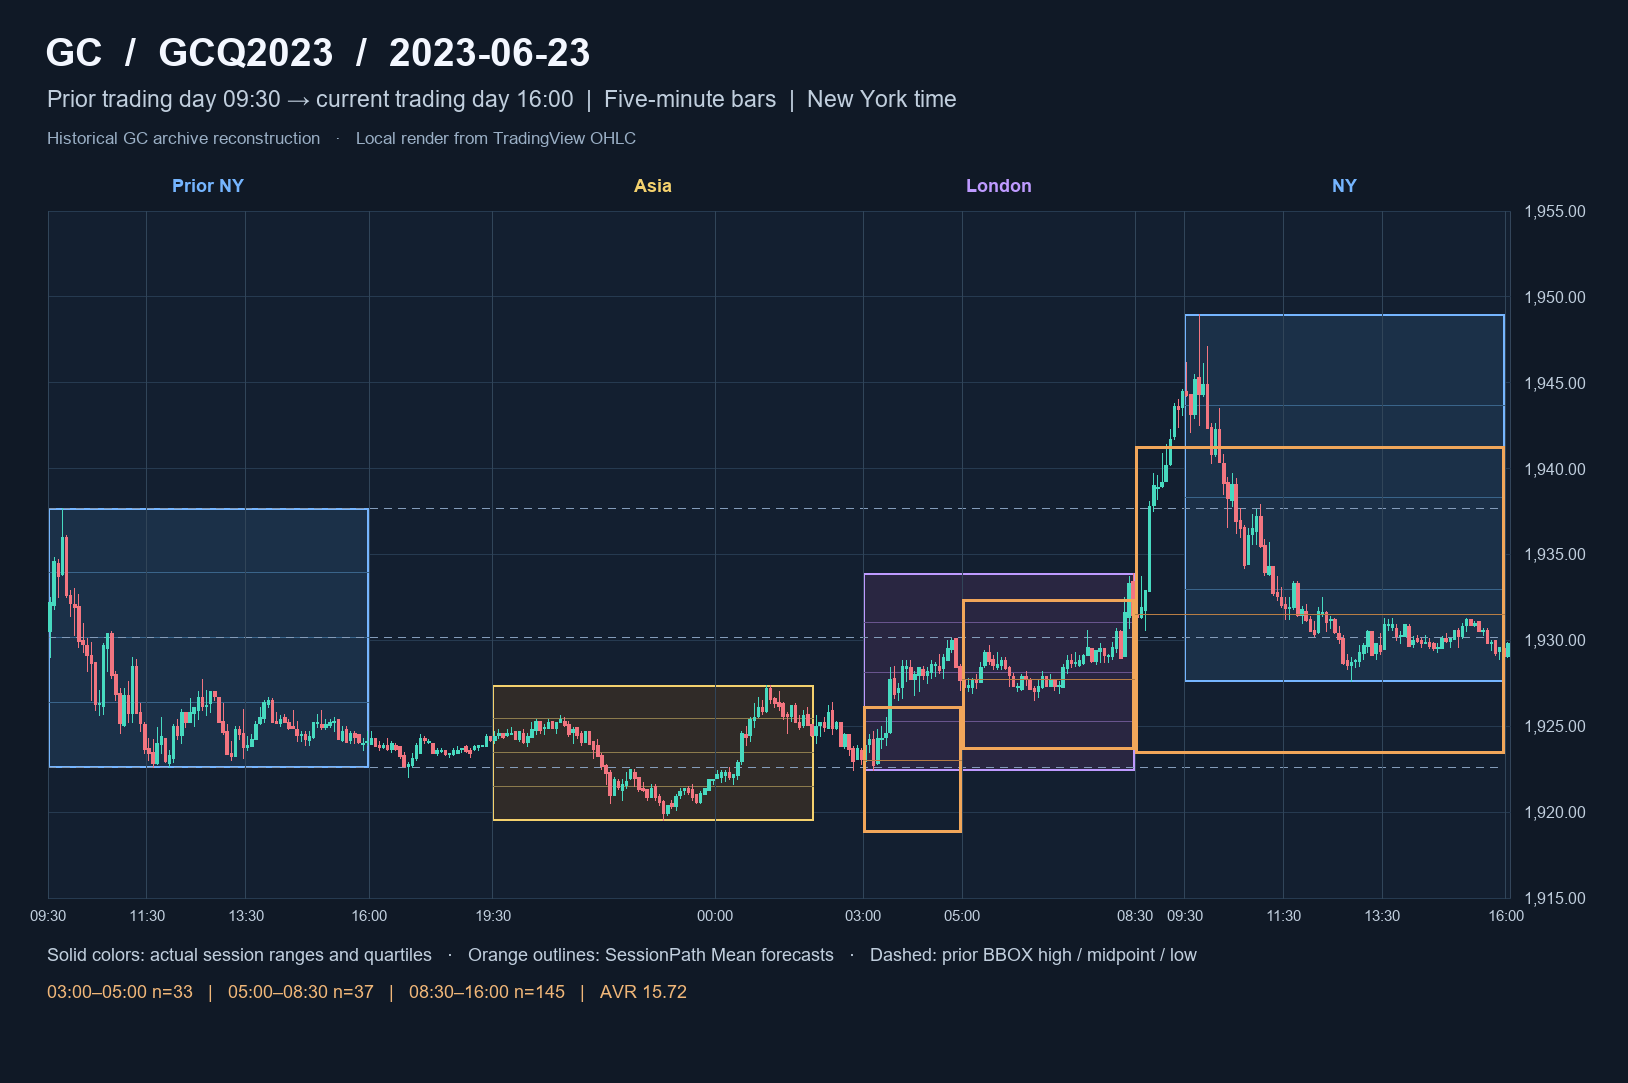 GC / GCQ2023 / 2023-06-23
Prior trading day 09:30 → current trading day 16:00 | Five-minute bars | New York time
Historical GC archive reconstruction · Local render from TradingView OHLC
Prior NY Asia London NY
1,955.00
1,950.00
1,945.00
1,940.00
1,935.00
1,930.00
1,925.00
1,920.00
1,915.00
09:30 11:30 13:30 16:00 19:30 00:00 03:00 05:00 08:30 09:30 11:30 13:30 16:00
Solid colors: actual session ranges and quartiles · Orange outlines: SessionPath Mean forecasts · Dashed: prior BBOX high / midpoint / low
03:00–05:00 n=33 | 05:00–08:30 n=37 | 08:30–16:00 n=145 | AVR 15.72